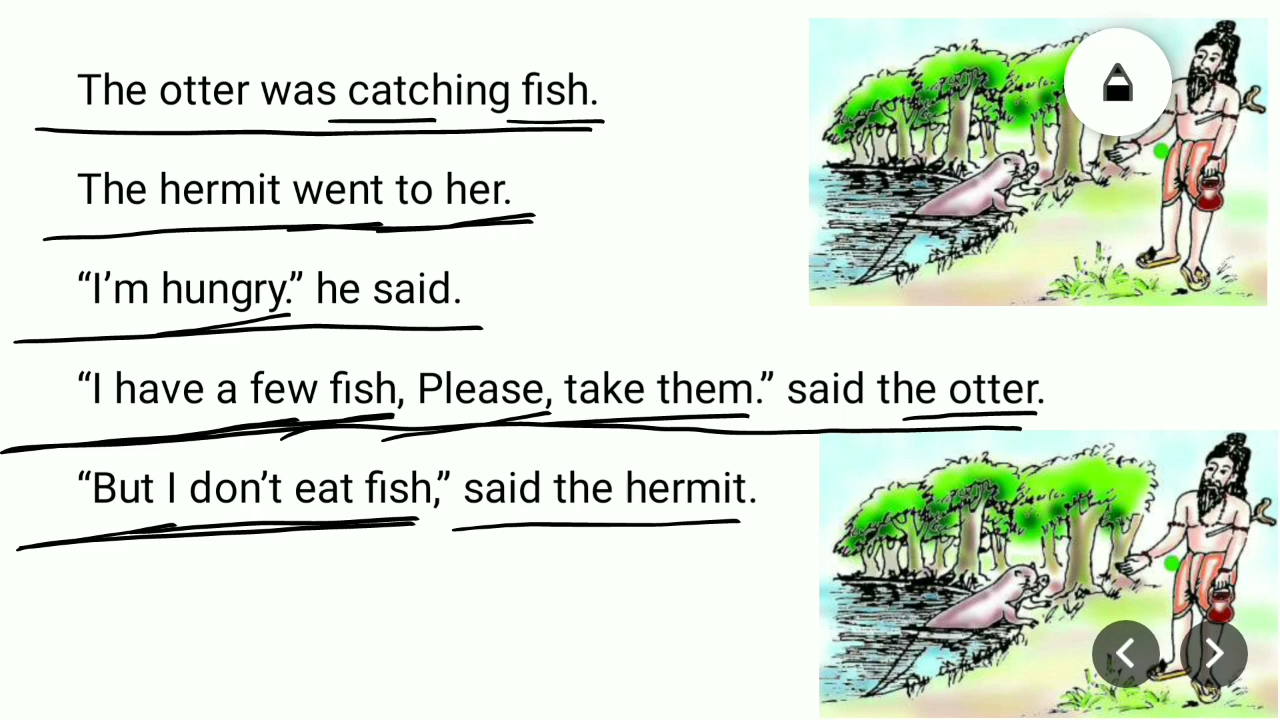 The otter was catching fish.
The hermit went to her.
“I’m hungry.” he said.
“I have a few fish, Please, take them.” said the otter.
“But I don’t eat fish,” said the hermit.